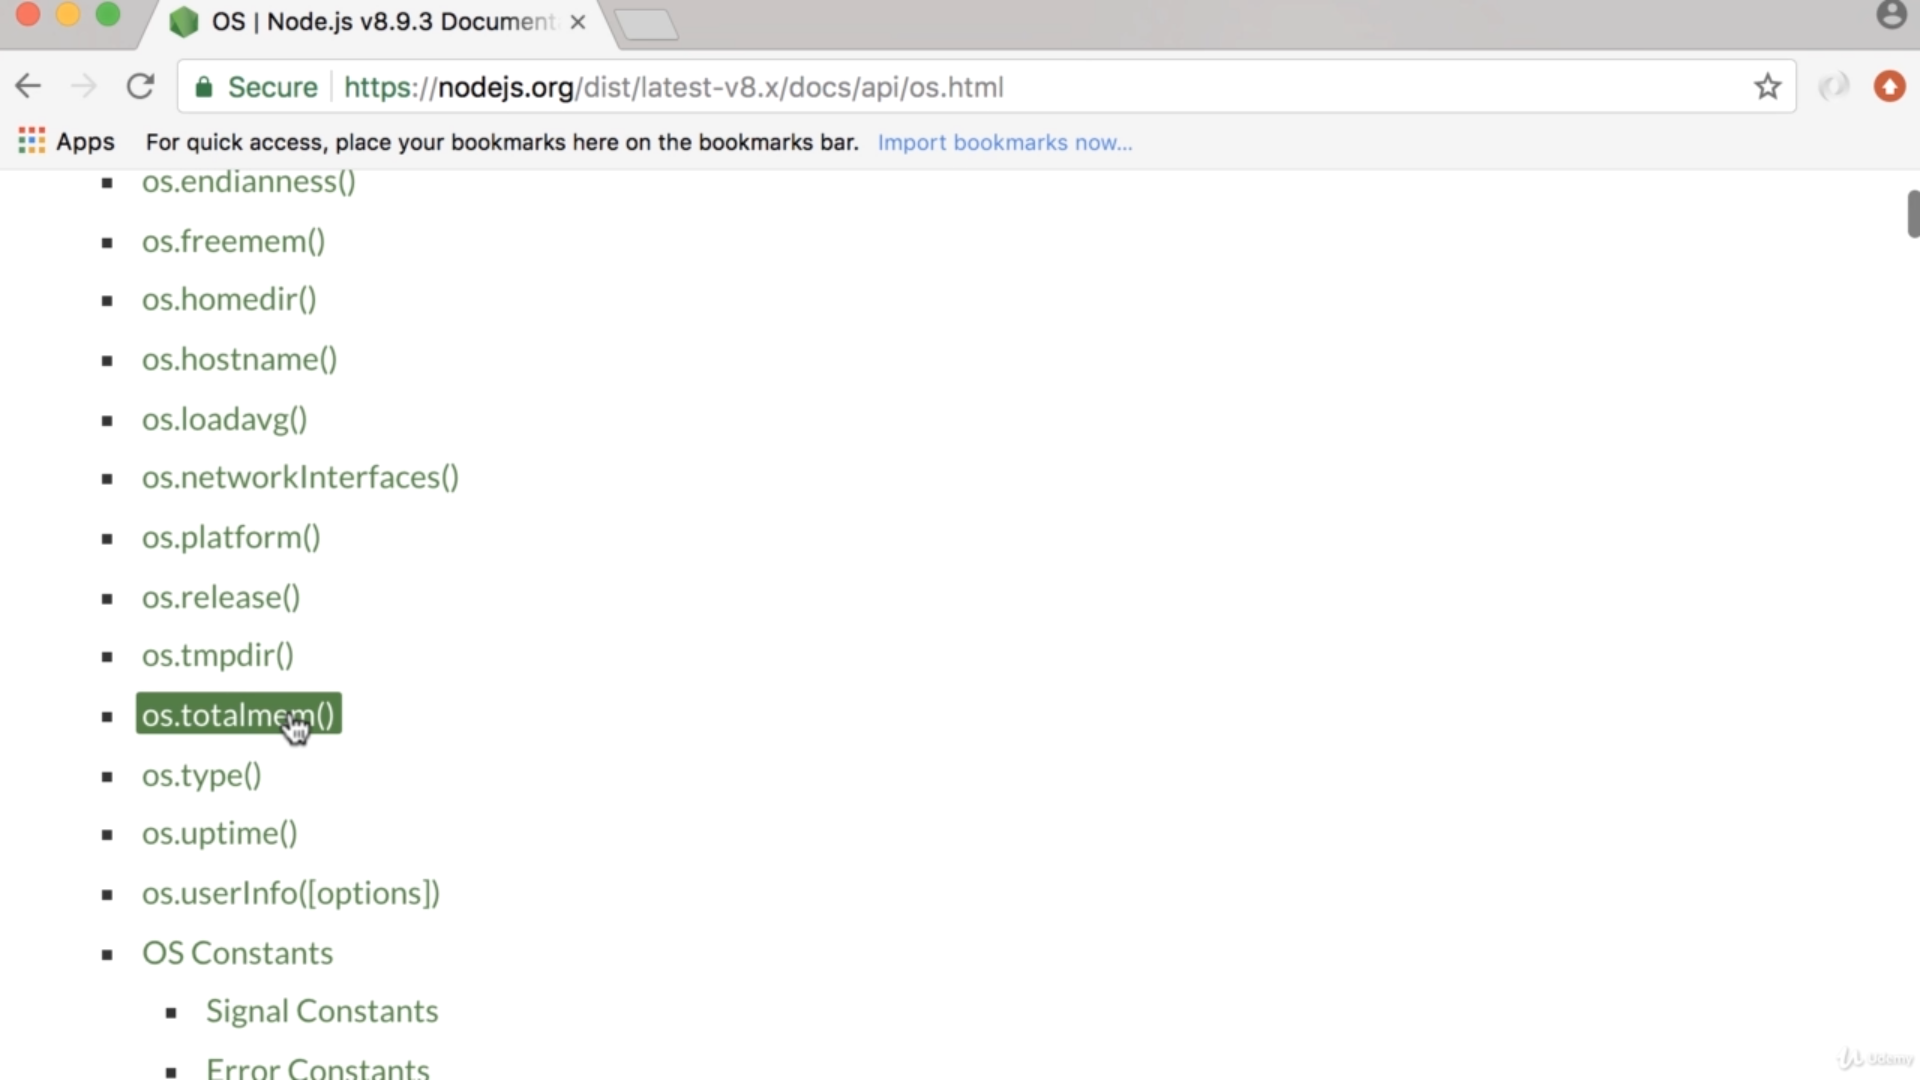 OS | Node.js v8.9.3 Document
Secure https://nodejs.org/dist/latest-v8.x/docs/api/os.html
Apps For quick access, place your bookmarks here on the bookmarks bar. Import bookmarks now...
os.endianness()
os.freemem()
os.homedir()
os.hostname()
os.loadavg()
os.networkInterfaces()
os.platform()
os.release()
os.tmpdir()
os.totalmem()
os.type()
os.uptime()
os.userInfo([options])
OS Constants
Signal Constants
Error Constants
Udemy